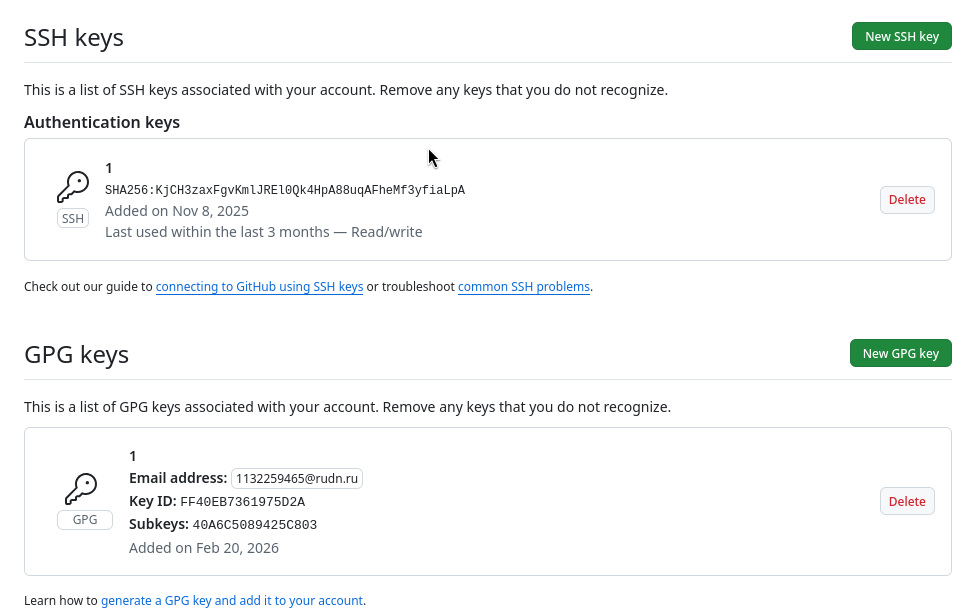 SSH keys
New SSH key
This is a list of SSH keys associated with your account. Remove any keys that you do not recognize.
Authentication keys
1
SHA256:KjCH3zaxFgvKmlJREl0Qk4HpA88uqAFheMf3yfiaLpA
SSH
Added on Nov 8, 2025
Last used within the last 3 months — Read/write
Delete
Check out our guide to connecting to GitHub using SSH keys or troubleshoot common SSH problems.
GPG keys
New GPG key
This is a list of GPG keys associated with your account. Remove any keys that you do not recognize.
1
Email address: 1132259465@rudn.ru
Key ID: FF40EB7361975D2A
GPG
Subkeys: 40A6C5089425C803
Added on Feb 20, 2026
Delete
Learn how to generate a GPG key and add it to your account.